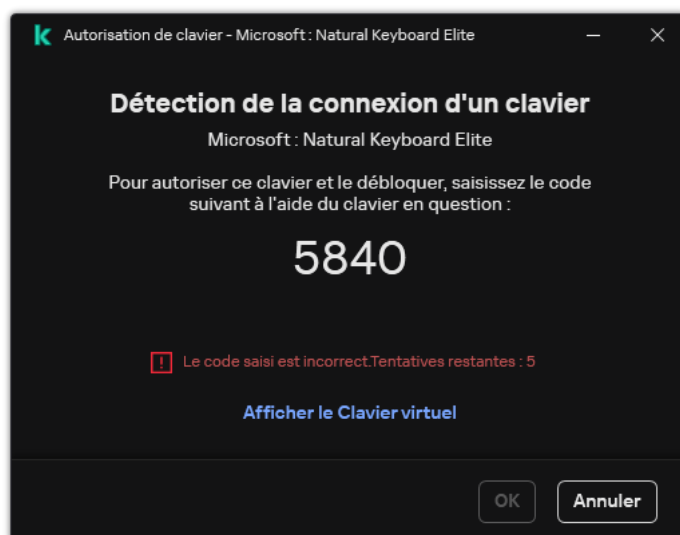 Autorisation de clavier - Microsoft : Natural Keyboard Elite
Détection de la connexion d'un clavier
Microsoft : Natural Keyboard Elite
Pour autoriser ce clavier et le débloquer, saisissez le code
suivant à l'aide du clavier en question :
5840
Le code saisi est incorrect.Tentatives restantes : 5
Afficher le Clavier virtuel
OK
Annuler